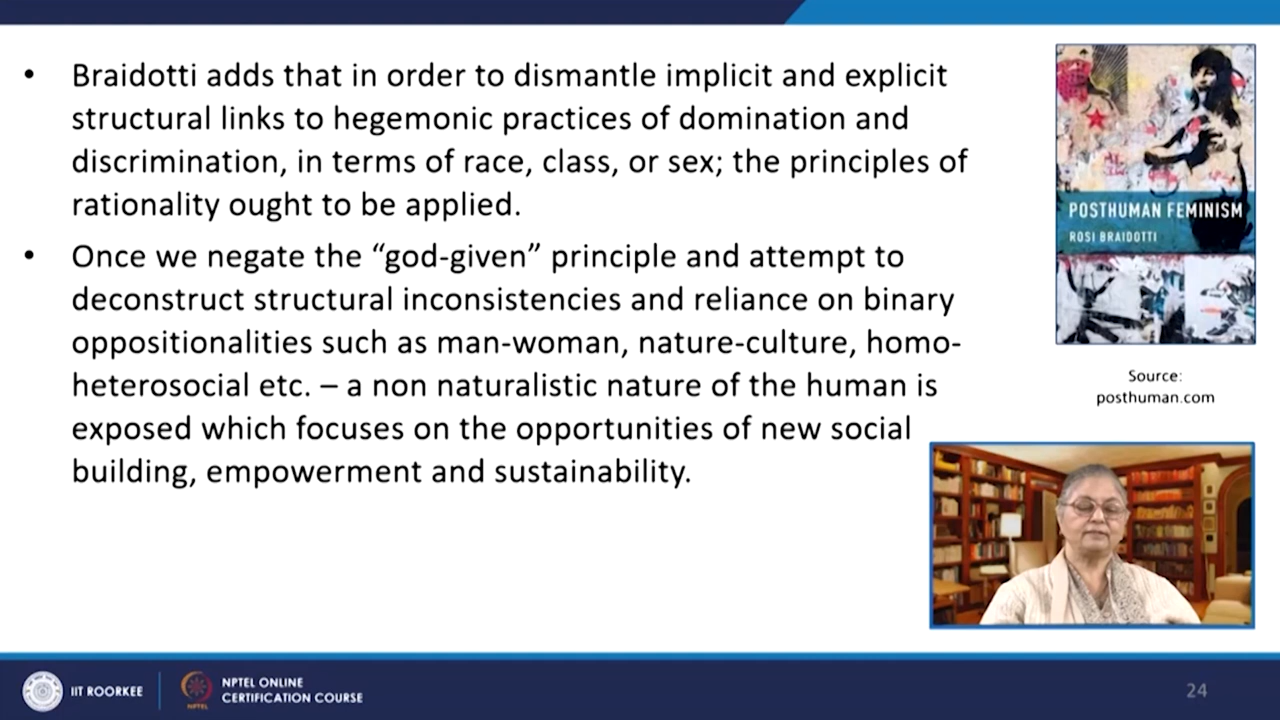 • Braidotti adds that in order to dismantle implicit and explicit
structural links to hegemonic practices of domination and
discrimination, in terms of race, class, or sex; the principles of
rationality ought to be applied.
• Once we negate the “god-given” principle and attempt to
deconstruct structural inconsistencies and reliance on binary
oppositionalities such as man-woman, nature-culture, homo-
heterosocial etc. – a non naturalistic nature of the human is
exposed which focuses on the opportunities of new social
building, empowerment and sustainability.
POSTHUMAN FEMINISM
ROSI BRAIDOTTI
Source:
posthuman.com
IIT ROORKEE
NPTEL
NPTEL ONLINE
CERTIFICATION COURSE
24